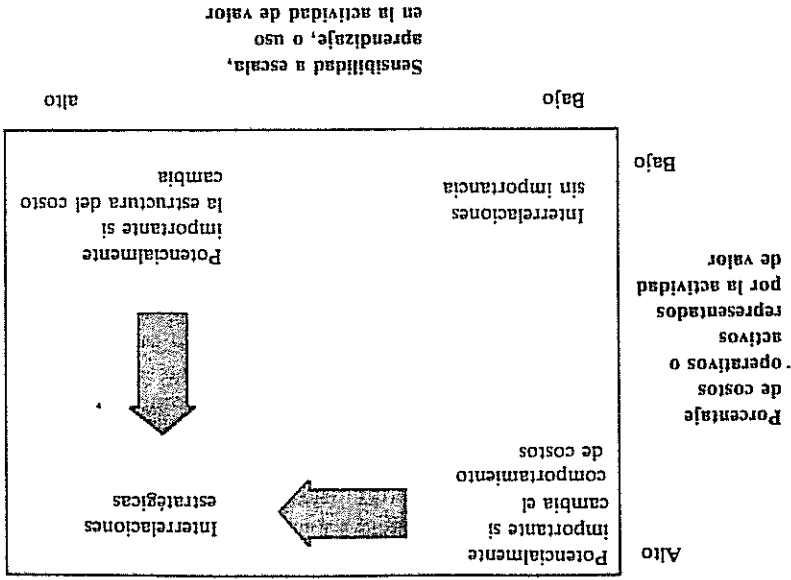 Alto
Potencialmente
importante si
cambia el
comportamiento
de costos
Interrelaciones
estratégicas
Porcentaje
de costos
operativos o
activos
representados
por la actividad
de valor
Interrelaciones
sin importancia
Potencialmente
importante si
la estructura del costo
cambia
Bajo
Bajo
alto
Sensibilidad a escala,
aprendizaje, o uso
en la actividad de valor